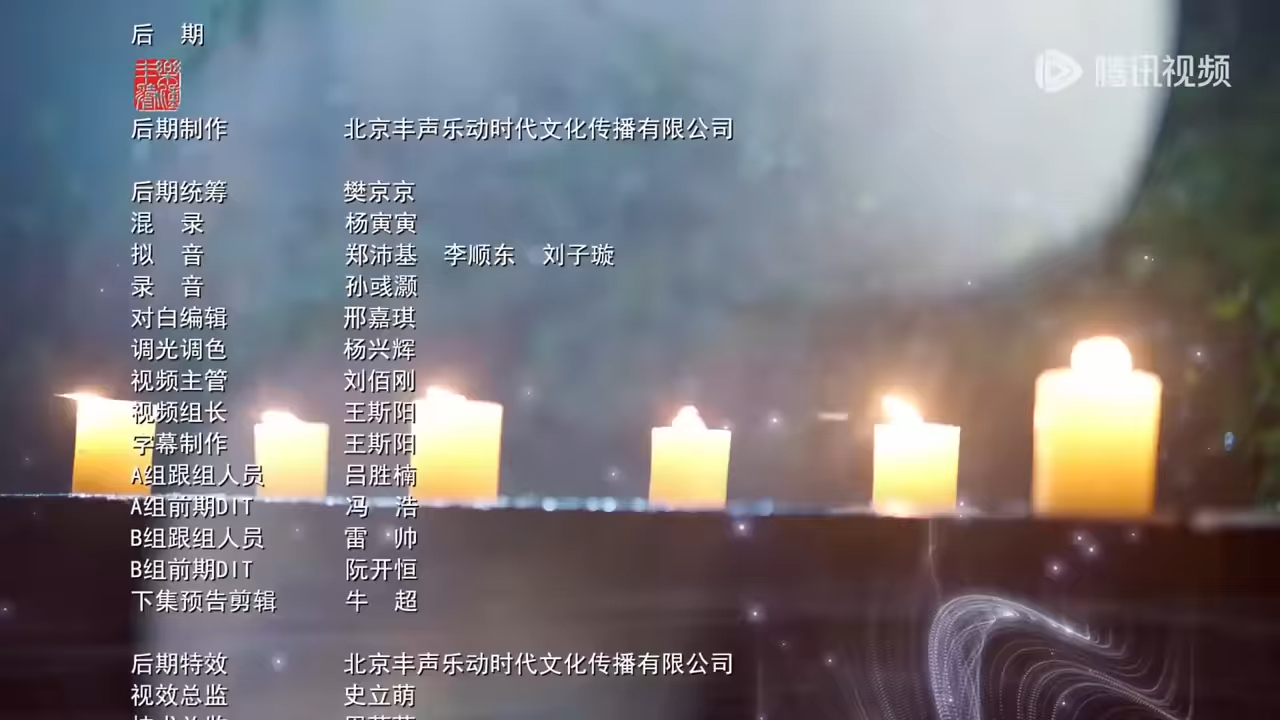 后 期
腾讯视频
后期制作 北京丰声乐动时代文化传播有限公司
后期统筹 樊京京
混 录 杨寅寅
拟 音 郑沛基 李顺东 刘子璇
录 音 孙彧灏
对白编辑 邢嘉琪
调光调色 杨兴辉
视频主管 刘佰刚
视频组长 王斯阳
字幕制作 王斯阳
A组跟组人员 吕胜楠
A组前期DIT 冯 浩
B组跟组人员 雷 帅
B组前期DIT 阮开恒
下集预告剪辑 牛 超
后期特效 北京丰声乐动时代文化传播有限公司
视效总监 史立萌